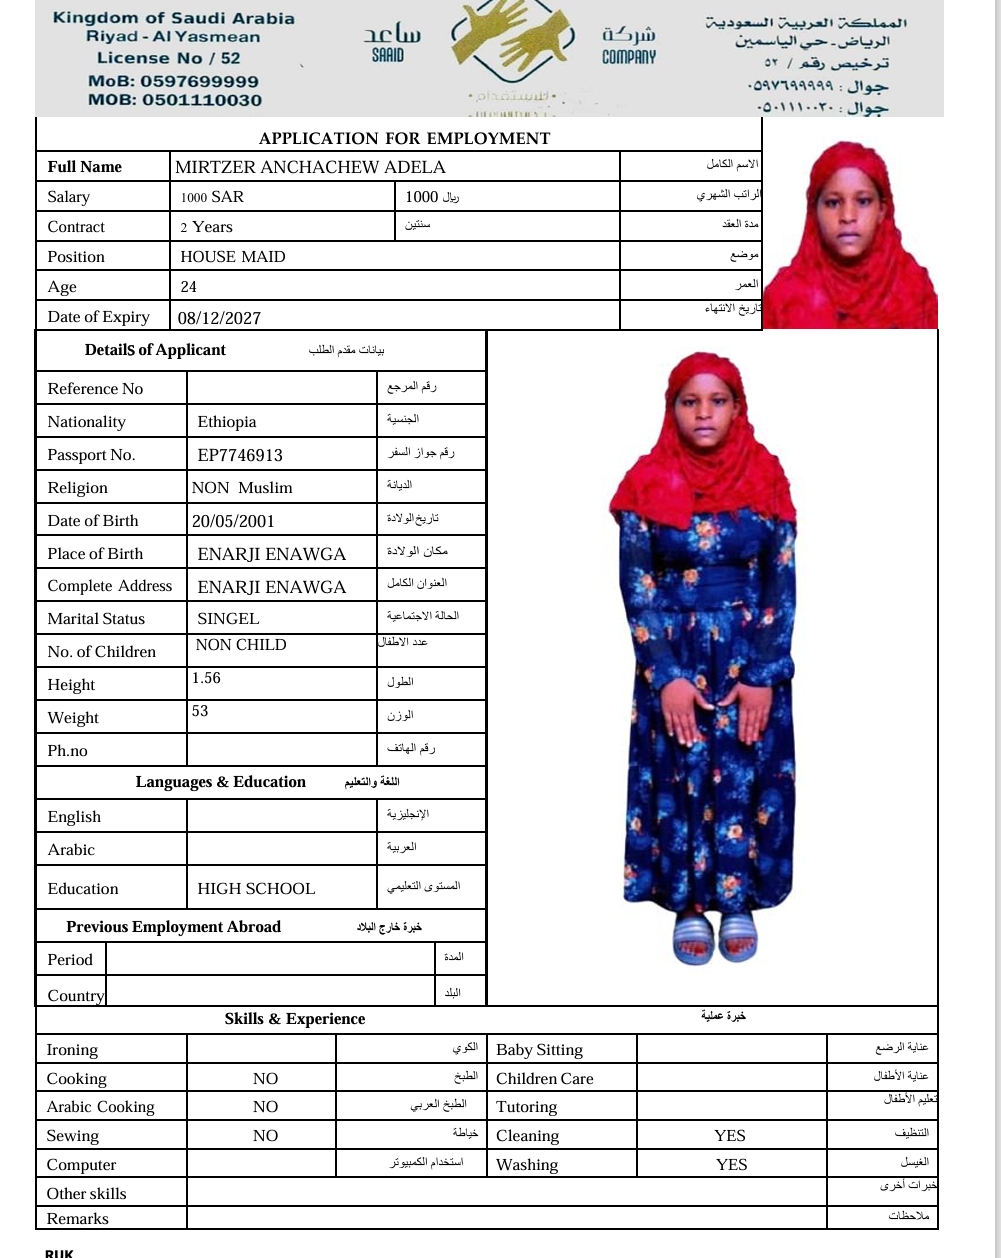 Kingdom of Saudi Arabia
Riyad - Al Yasmean
License No / 52
MoB: 0597699999
MOB: 0501110030
ساعد
SAAID
شركة
COMPANY
للاستقدام
المملكة العربية السعودية
الرياض - حي الياسمين
ترخيص رقم / ٥٢
جوال : ٠٥٩٧٦٩٩٩٩٩
جوال : ٠٥٠١١١٠٠٣٠
APPLICATION FOR EMPLOYMENT
Full Name MIRTZER ANCHACHEW ADELA الاسم الكامل
Salary 1000 SAR 1000 ريال الراتب الشهري
Contract 2 Years سنتين مدة العقد
Position HOUSE MAID موضع
Age 24 العمر
Date of Expiry 08/12/2027 تاريخ الانتهاء
Details of Applicant بيانات مقدم الطلب
Reference No رقم المرجع
Nationality Ethiopia الجنسية
Passport No. EP7746913 رقم جواز السفر
Religion NON Muslim الديانة
Date of Birth 20/05/2001 تاريخ الولادة
Place of Birth ENARJI ENAWGA مكان الولادة
Complete Address ENARJI ENAWGA العنوان الكامل
Marital Status SINGEL الحالة الاجتماعية
No. of Children NON CHILD عدد الاطفال
Height 1.56 الطول
Weight 53 الوزن
Ph.no رقم الهاتف
Languages & Education اللغة والتعليم
English الإنجليزية
Arabic العربية
Education HIGH SCHOOL المستوى التعليمي
Previous Employment Abroad خبرة خارج البلاد
Period المدة
Country البلد
Skills & Experience خبرة عملية
Ironing الكوي Baby Sitting عناية الرضع
Cooking NO الطبخ Children Care عناية الأطفال
Arabic Cooking NO الطبخ العربي Tutoring تعليم الأطفال
Sewing NO خياطة Cleaning YES التنظيف
Computer استخدام الكمبيوتر Washing YES الغيسل
Other skills خبرات أخرى
Remarks ملاحظات
RUK